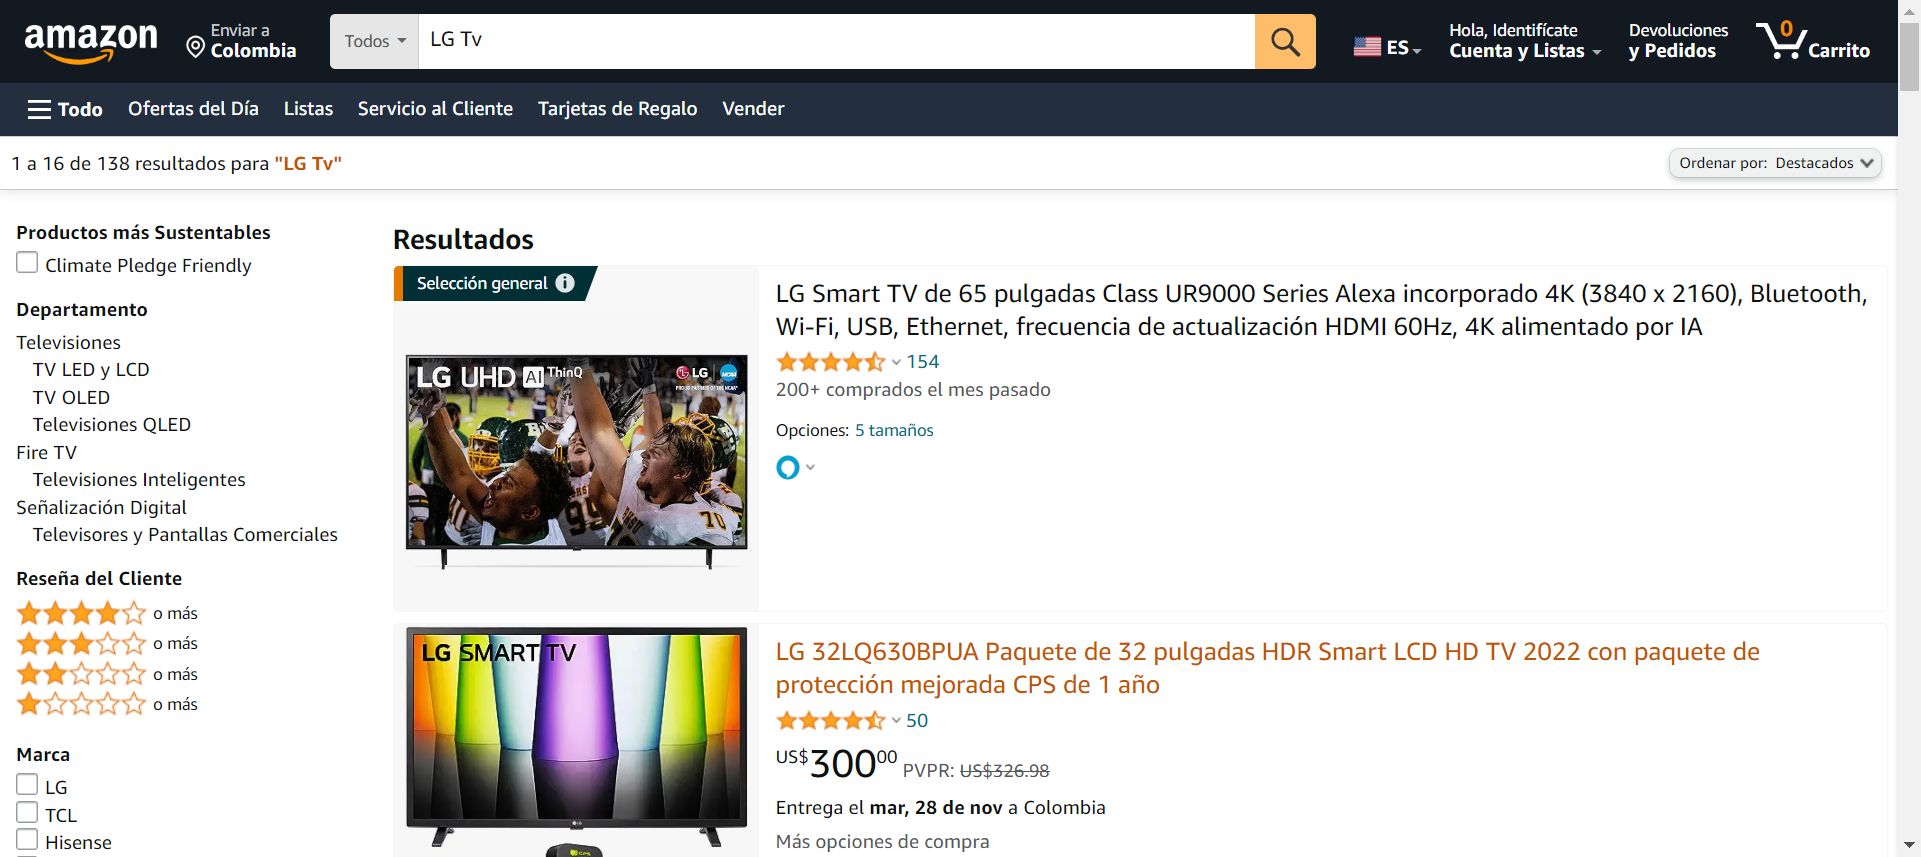 amazon
Enviar a
Colombia
Todos
LG Tv
ES
Hola, Identifícate
Cuenta y Listas
Devoluciones
y Pedidos
0
Carrito
Todo
Ofertas del Día
Listas
Servicio al Cliente
Tarjetas de Regalo
Vender
1 a 16 de 138 resultados para "LG Tv"
Ordenar por: Destacados
Productos más Sustentables
Climate Pledge Friendly
Departamento
Televisiones
TV LED y LCD
TV OLED
Televisiones QLED
Fire TV
Televisiones Inteligentes
Señalización Digital
Televisores y Pantallas Comerciales
Reseña del Cliente
o más
o más
o más
o más
Marca
LG
TCL
Hisense
Resultados
Selección general
LG UHD AI ThinQ
LG
LG Smart TV de 65 pulgadas Class UR9000 Series Alexa incorporado 4K (3840 x 2160), Bluetooth,
Wi-Fi, USB, Ethernet, frecuencia de actualización HDMI 60Hz, 4K alimentado por IA
154
200+ comprados el mes pasado
Opciones: 5 tamaños
LG SMART TV
LG 32LQ630BPUA Paquete de 32 pulgadas HDR Smart LCD HD TV 2022 con paquete de
protección mejorada CPS de 1 año
50
US$30000 PVPR: US$326.98
Entrega el mar, 28 de nov a Colombia
Más opciones de compra